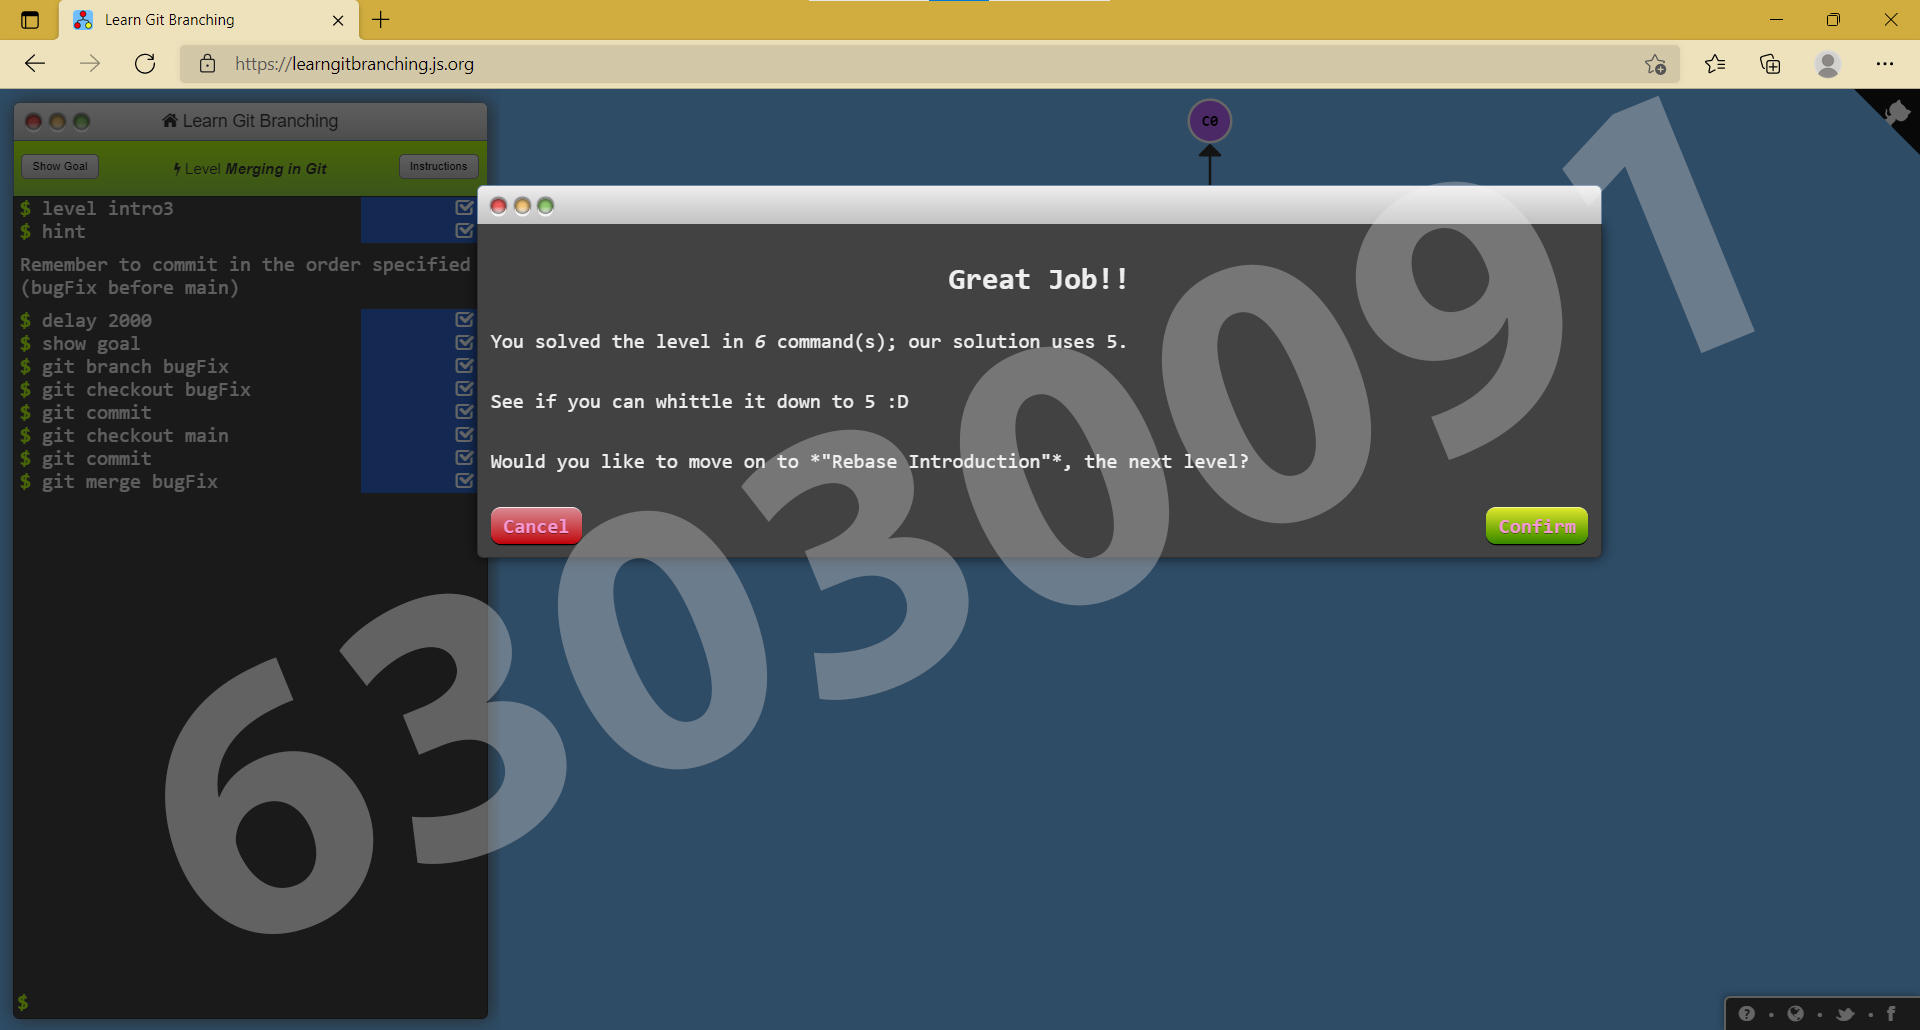 Learn Git Branching
https://learngitbranching.js.org
Learn Git Branching
Show Goal
Level Merging in Git
Instructions
$ level intro3
$ hint
Remember to commit in the order specified
(bugFix before main)
$ delay 2000
$ show goal
$ git branch bugFix
$ git checkout bugFix
$ git commit
$ git checkout main
$ git commit
$ git merge bugFix
$
C0
Great Job!!
You solved the level in 6 command(s); our solution uses 5.
See if you can whittle it down to 5 :D
Would you like to move on to *"Rebase Introduction"*, the next level?
Cancel
Confirm
6303030091